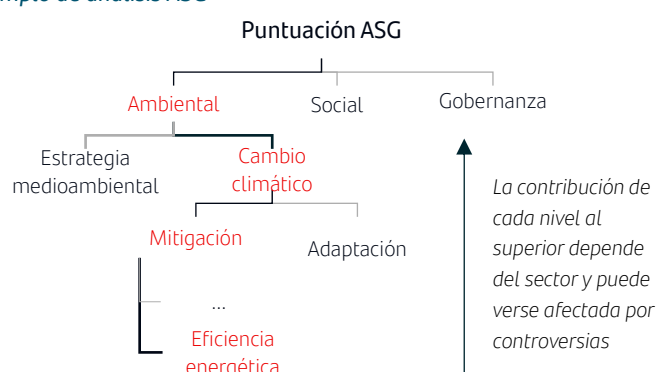 Puntuación ASG
Ambiental
Social
Gobernanza
Estrategia
medioambiental
Cambio
climático
Mitigación
Adaptación
...
Eficiencia
energética
La contribución de
cada nivel al
superior depende
del sector y puede
verse afectada por
controversias